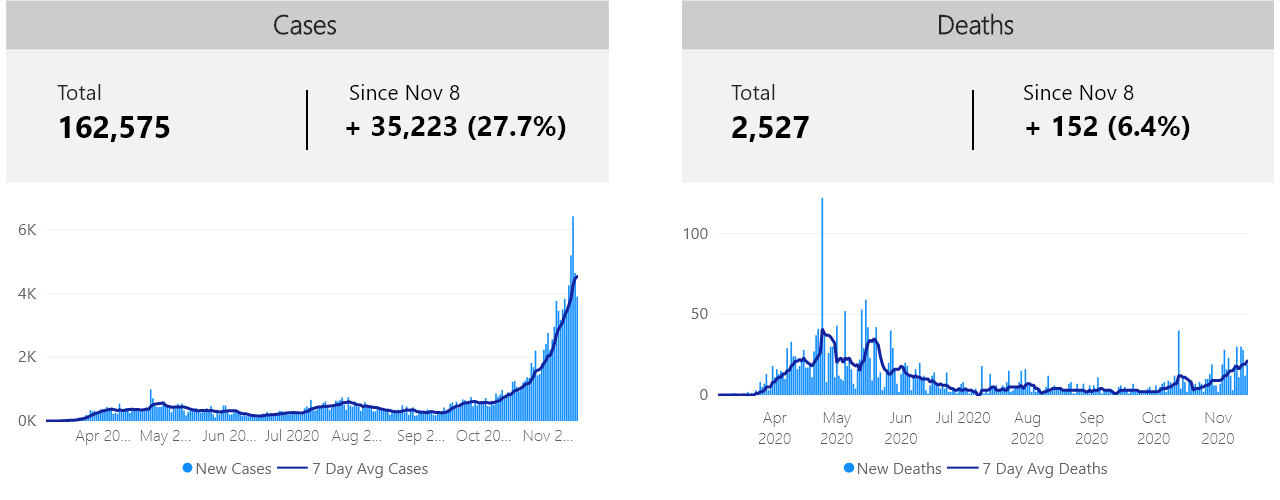 Cases
Total
162,575
Since Nov 8
+ 35,223 (27.7%)
6K
4K
2K
0K
Apr 20... May 2... Jun 20... Jul 2020 Aug 2... Sep 2... Oct 20... Nov 2...
New Cases 7 Day Avg Cases
Deaths
Total
2,527
Since Nov 8
+ 152 (6.4%)
100
50
0
Apr May Jun Jul 2020 Aug Sep Oct Nov
2020 2020 2020 2020 2020 2020 2020
New Deaths 7 Day Avg Deaths